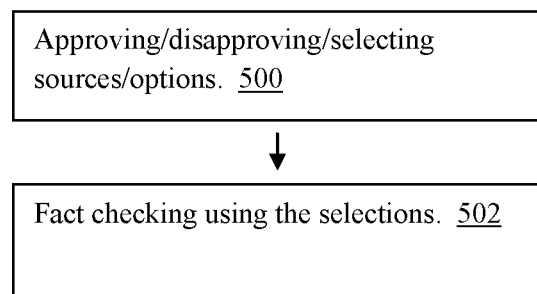 Approving/disapproving/selecting
sources/options.  500
Fact checking using the selections.  502